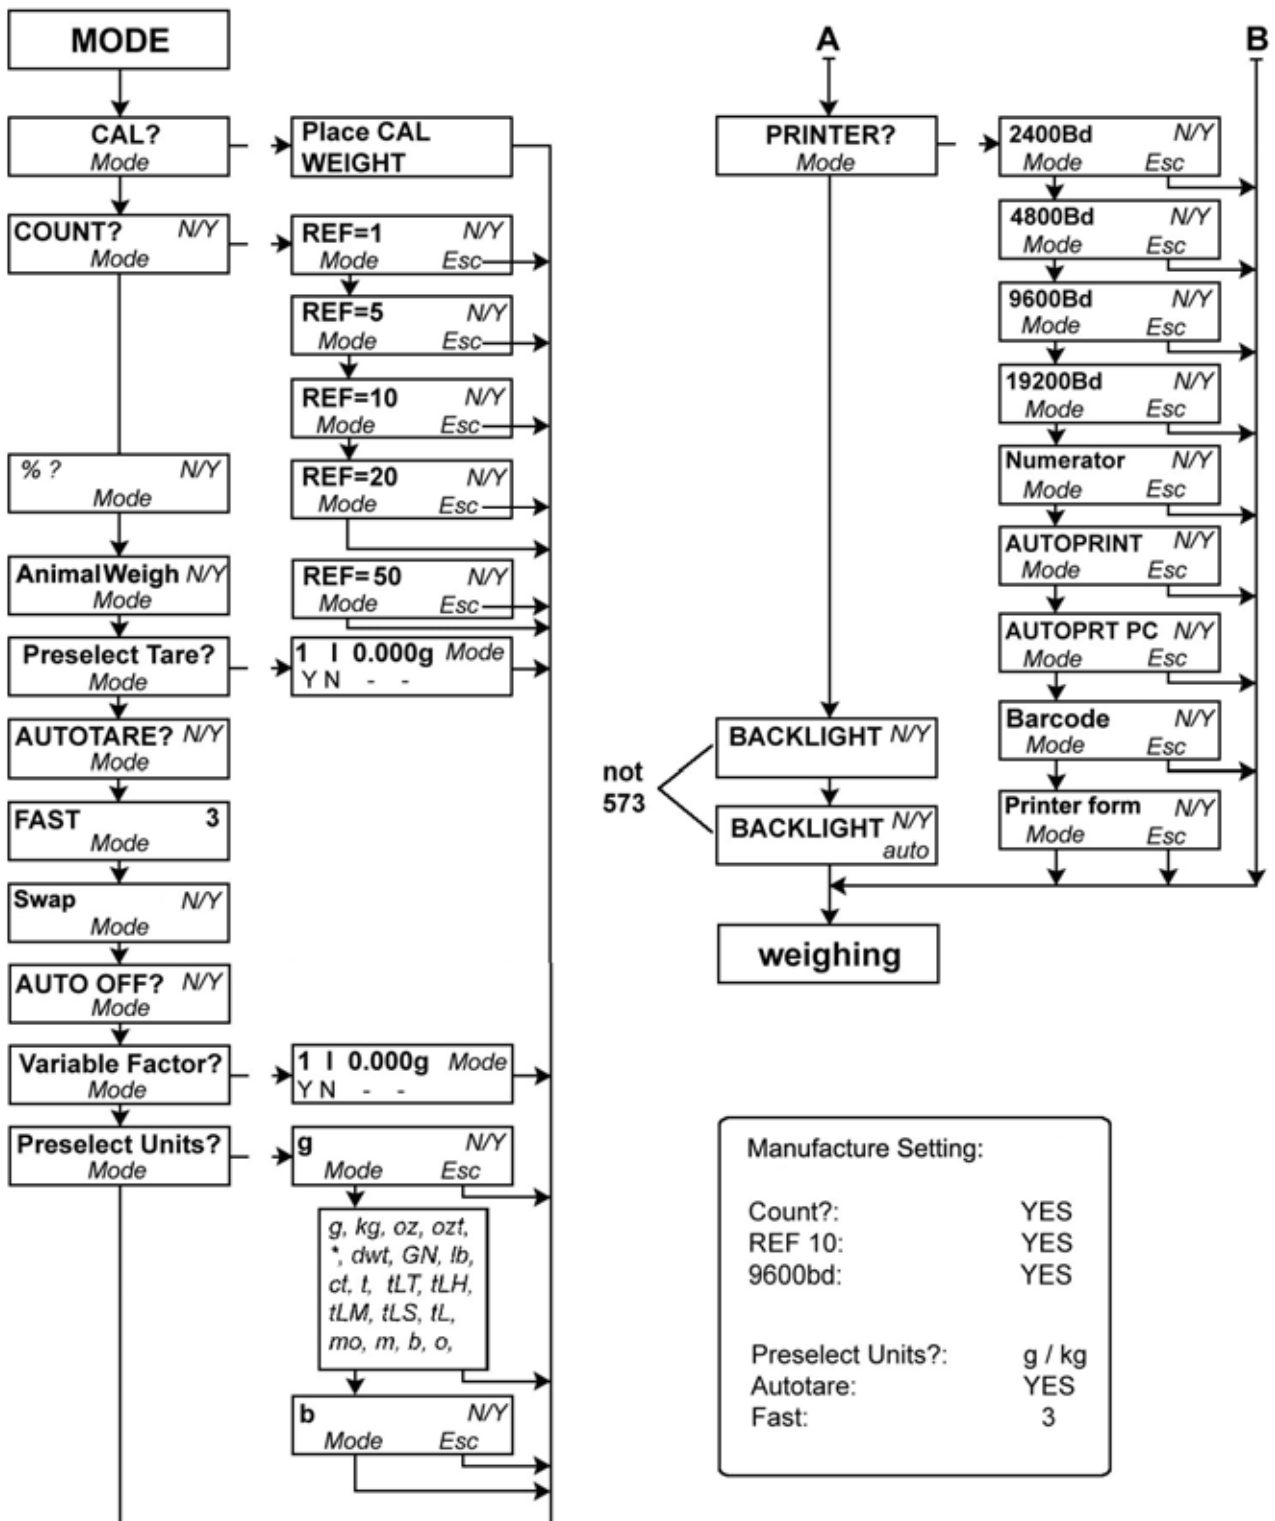 MODE
CAL?
Mode
Place CAL
WEIGHT
COUNT? N/Y
Mode
REF=1 N/Y
Mode Esc
REF=5 N/Y
Mode Esc
REF=10 N/Y
Mode Esc
% ? N/Y
Mode
REF=20 N/Y
Mode Esc
AnimalWeigh N/Y
Mode
REF=50 N/Y
Mode Esc
Preselect Tare?
Mode
1 I 0.000g Mode
Y N - -
AUTOTARE? N/Y
Mode
FAST 3
Mode
Swap N/Y
Mode
AUTO OFF? N/Y
Mode
Variable Factor?
Mode
1 I 0.000g Mode
Y N - -
Preselect Units?
Mode
g N/Y
Mode Esc
g, kg, oz, ozt,
*, dwt, GN, lb,
ct, t, tLT, tLH,
tLM, tLS, tL,
mo, m, b, o,
b N/Y
Mode Esc
A
B
PRINTER?
Mode
2400Bd N/Y
Mode Esc
4800Bd N/Y
Mode Esc
9600Bd N/Y
Mode Esc
19200Bd N/Y
Mode Esc
Numerator N/Y
Mode Esc
AUTOPRINT N/Y
Mode Esc
AUTOPRT PC N/Y
Mode Esc
Barcode N/Y
Mode Esc
Printer form N/Y
Mode Esc
not
573
BACKLIGHT N/Y
BACKLIGHT N/Y
auto
weighing
Manufacture Setting:
Count?: YES
REF 10: YES
9600bd: YES
Preselect Units?: g / kg
Autotare: YES
Fast: 3